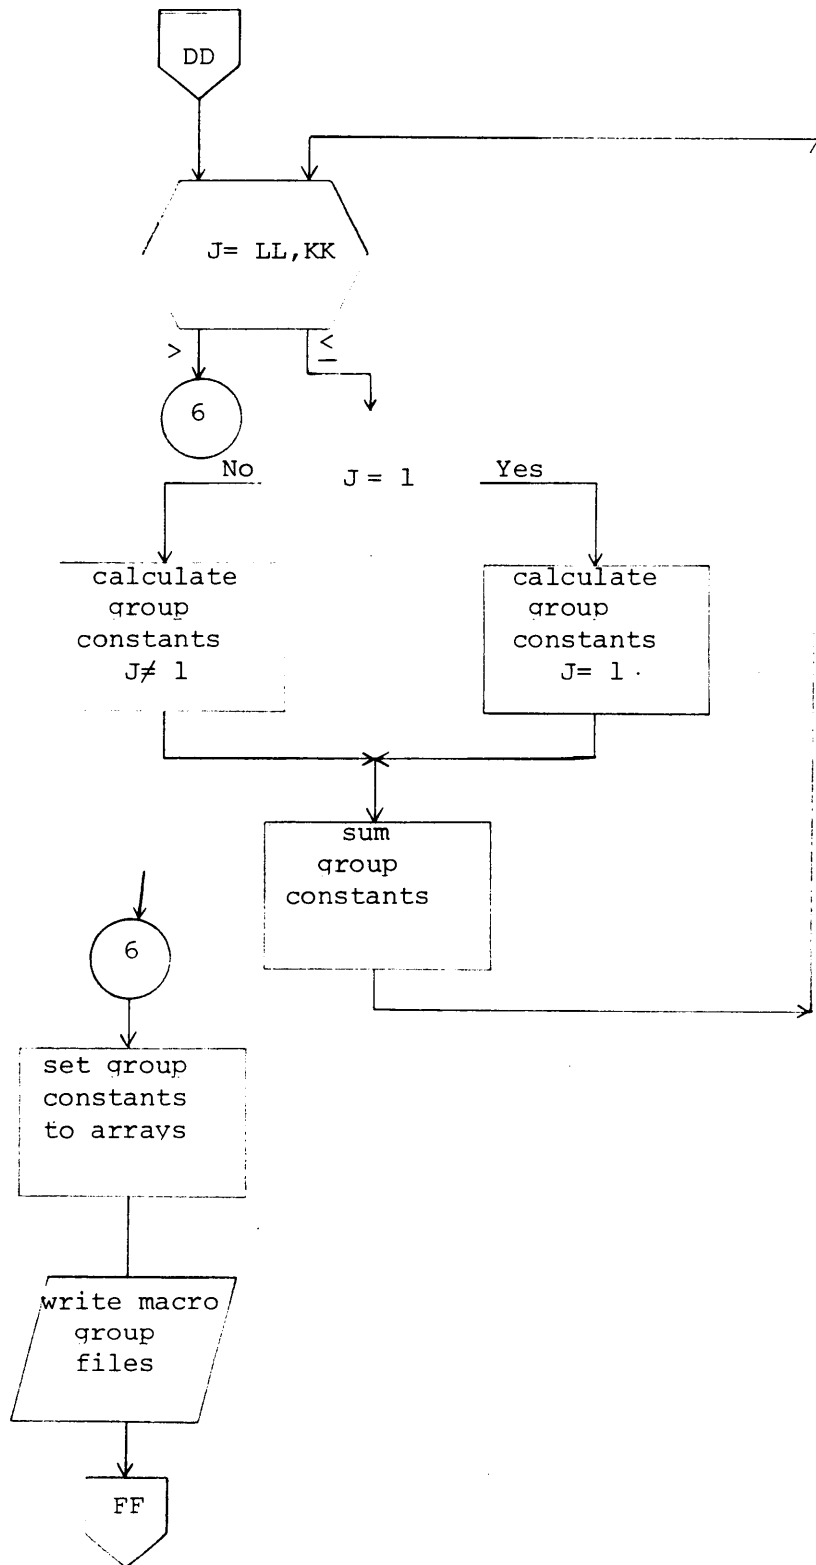 DD
J= LL,KK
>
≤
6
No
J = 1
Yes
calculate
group
constants
J≠ 1
calculate
group
constants
J= 1
sum
group
constants
6
set group
constants
to arrays
write macro
group
files
FF